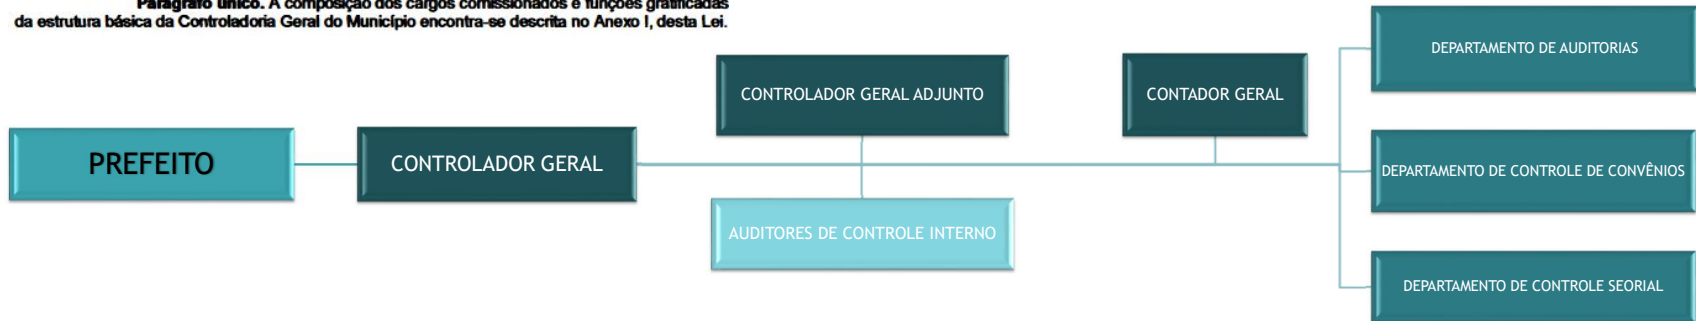 Parágrafo único. A composição dos cargos comissionados e funções gratificadas
da estrutura básica da Controladoria Geral do Município encontra-se descrita no Anexo I, desta Lei.
PREFEITO
CONTROLADOR GERAL
CONTROLADOR GERAL ADJUNTO
AUDITORES DE CONTROLE INTERNO
CONTADOR GERAL
DEPARTAMENTO DE AUDITORIAS
DEPARTAMENTO DE CONTROLE DE CONVÊNIOS
DEPARTAMENTO DE CONTROLE SEORIAL